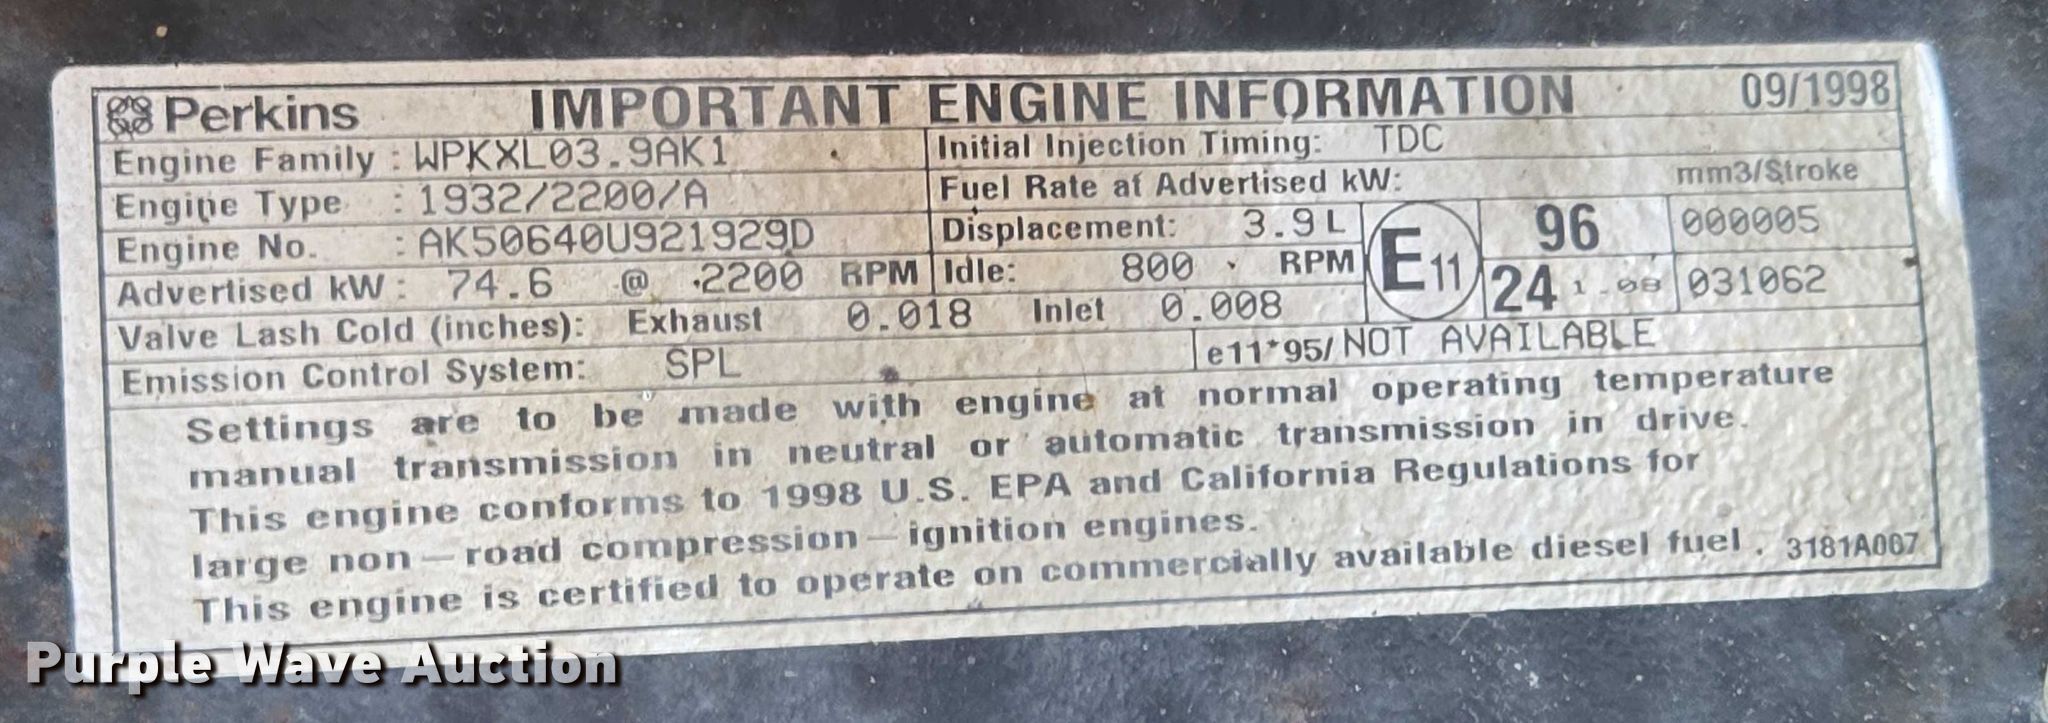 Perkins IMPORTANT ENGINE INFORMATION 09/1998
Engine Family : WPKXL03.9AK1 Initial Injection Timing: TDC
Engine Type : 1932/2200/A Fuel Rate at Advertised kW: mm3/Stroke
Engine No. : AK50640U921929D Displacement: 3.9 L E11 96 000005
Advertised kW : 74.6 @ 2200 RPM Idle: 800 RPM 24 1.08 031062
Valve Lash Cold (inches): Exhaust 0.018 Inlet 0.008
Emission Control System: SPL e11*95/ NOT AVAILABLE
Settings are to be made with engine at normal operating temperature
manual transmission in neutral or automatic transmission in drive.
This engine conforms to 1998 U.S. EPA and California Regulations for
large non-road compression-ignition engines.
This engine is certified to operate on commercially available diesel fuel. 3181A007
Purple Wave Auction